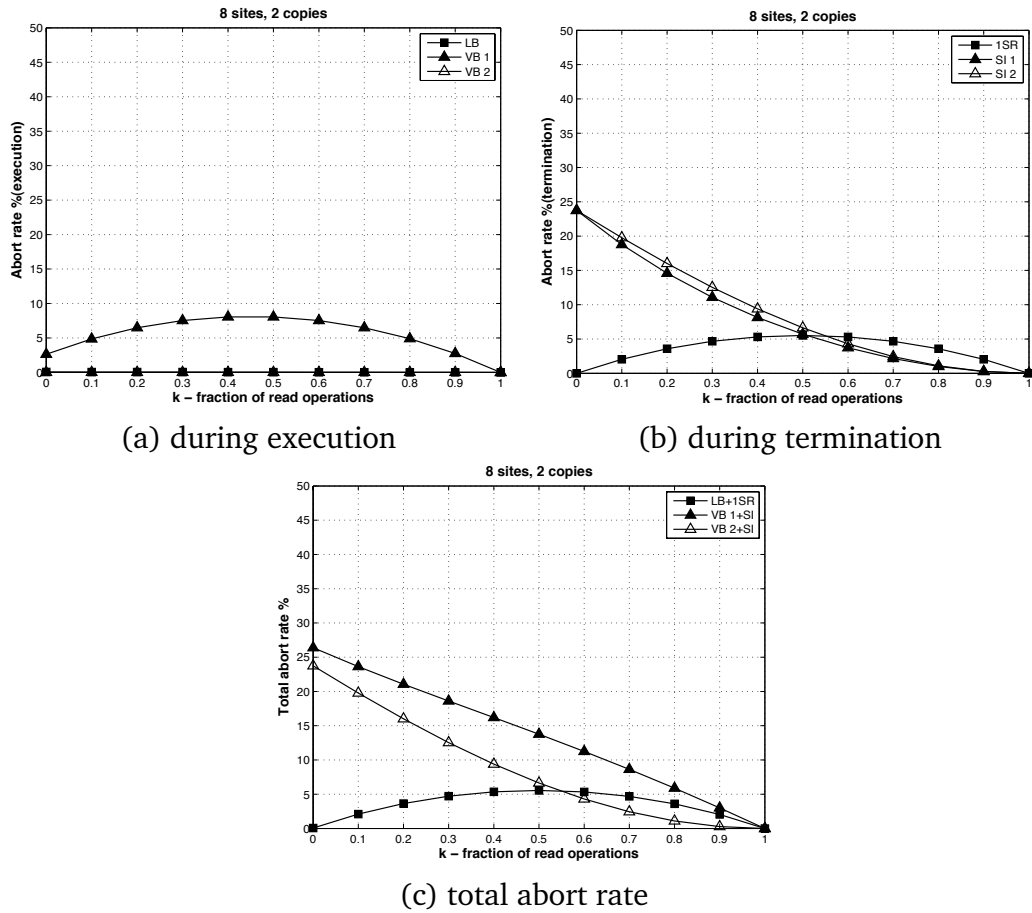 8 sites, 2 copies
50
45
40
35
30
25
20
15
10
5
0
Abort rate %(execution)
LB
VB 1
VB 2
0 0.1 0.2 0.3 0.4 0.5 0.6 0.7 0.8 0.9 1
k − fraction of read operations
(a) during execution
8 sites, 2 copies
50
45
40
35
30
25
20
15
10
5
0
Abort rate %(termination)
1SR
SI 1
SI 2
0 0.1 0.2 0.3 0.4 0.5 0.6 0.7 0.8 0.9 1
k − fraction of read operations
(b) during termination
8 sites, 2 copies
50
45
40
35
30
25
20
15
10
5
0
Total abort rate %
LB+1SR
VB 1+SI
VB 2+SI
0 0.1 0.2 0.3 0.4 0.5 0.6 0.7 0.8 0.9 1
k − fraction of read operations
(c) total abort rate